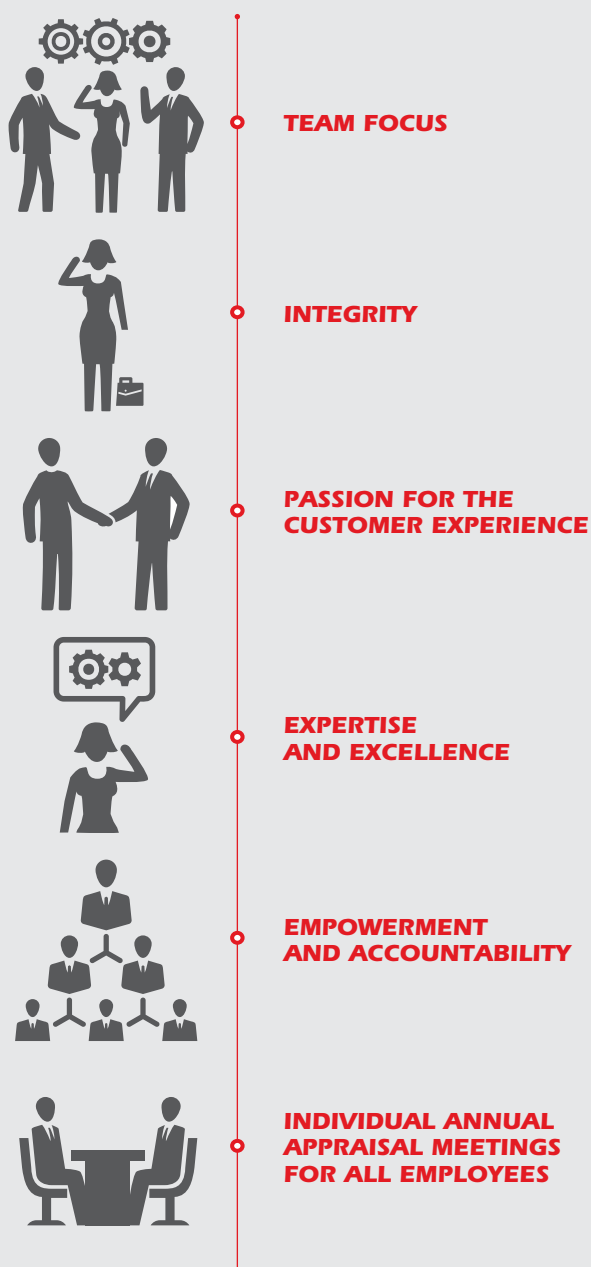 TEAM FOCUS
INTEGRITY
PASSION FOR THE
CUSTOMER EXPERIENCE
EXPERTISE
AND EXCELLENCE
EMPOWERMENT
AND ACCOUNTABILITY
INDIVIDUAL ANNUAL
APPRAISAL MEETINGS
FOR ALL EMPLOYEES